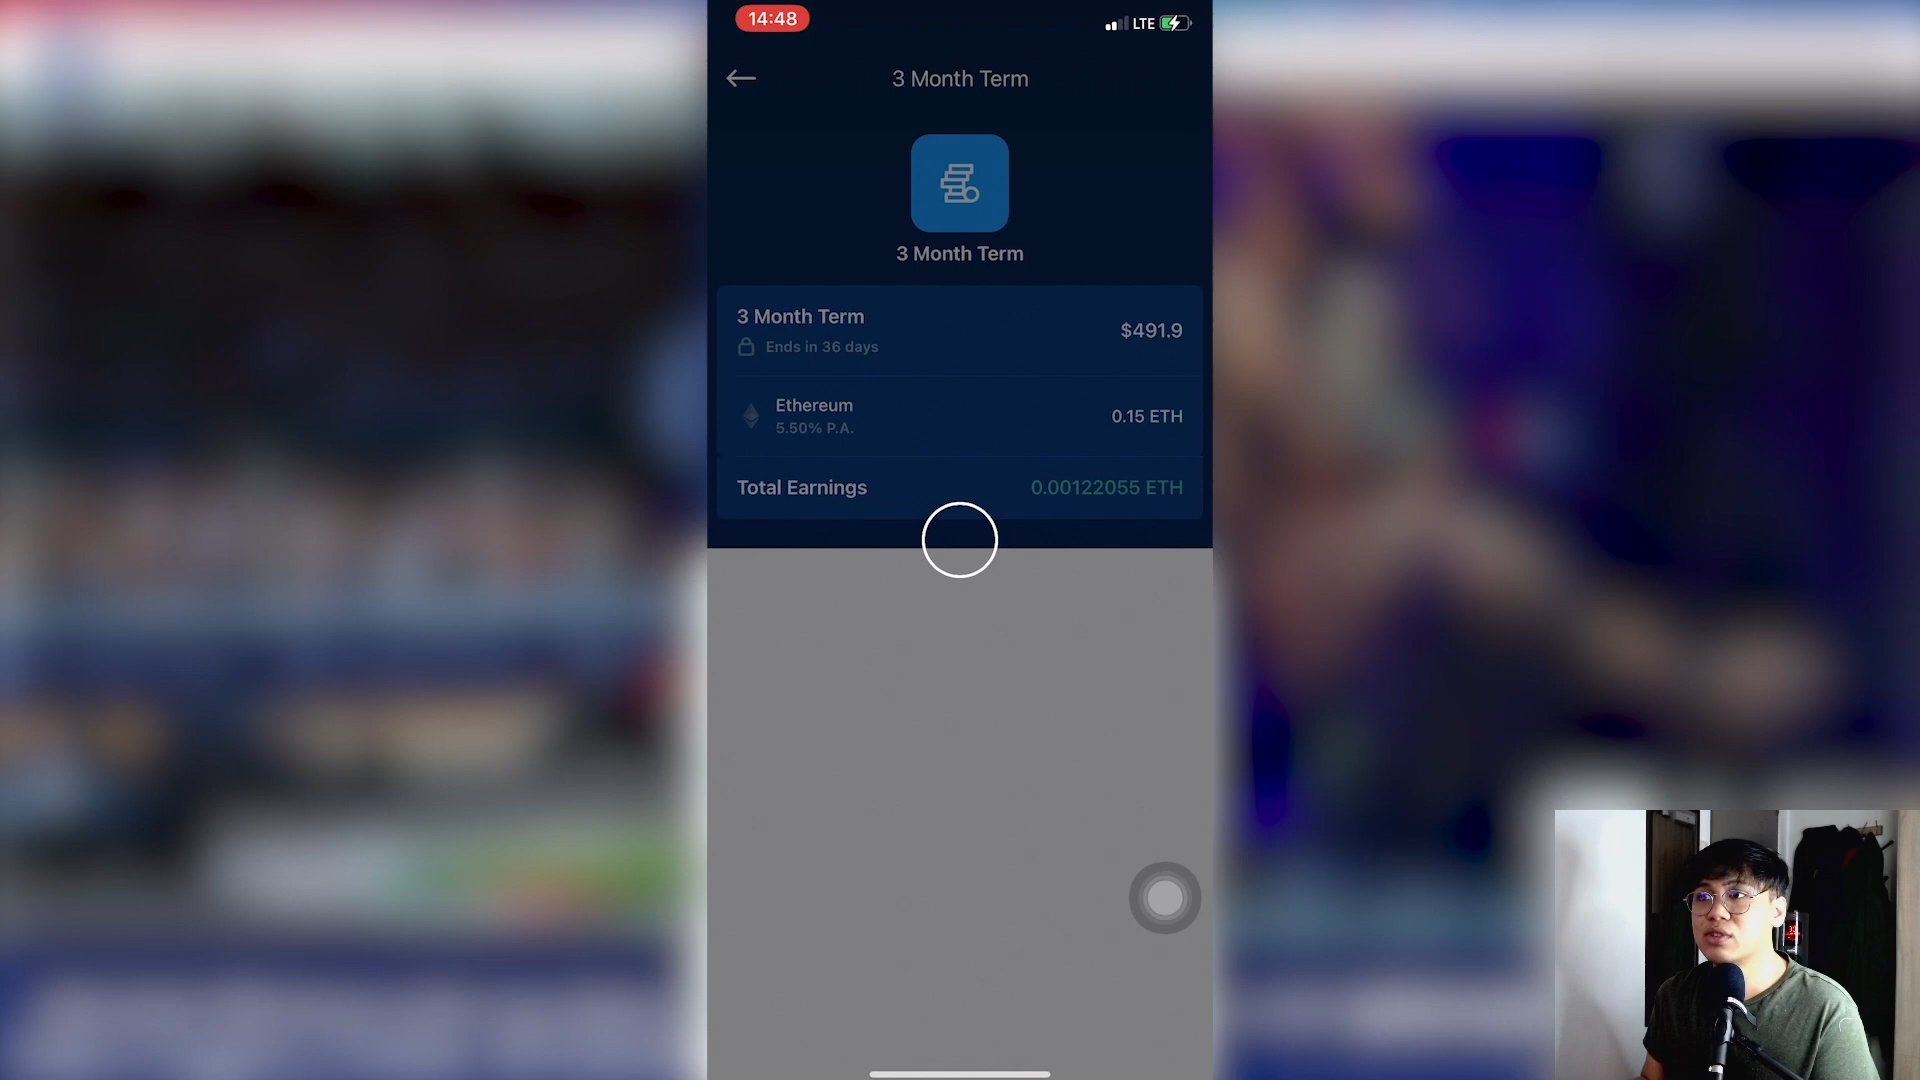 14:48
LTE
3 Month Term
3 Month Term
3 Month Term
$491.9
Ends in 36 days
Ethereum
0.15 ETH
5.50% P.A.
Total Earnings
0.00122055 ETH